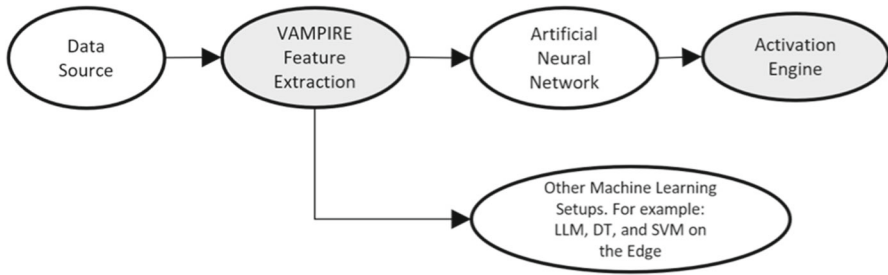 Data
Source
VAMPIRE
Feature
Extraction
Artificial
Neural
Network
Activation
Engine
Other Machine Learning
Setups. For example:
LLM, DT, and SVM on
the Edge